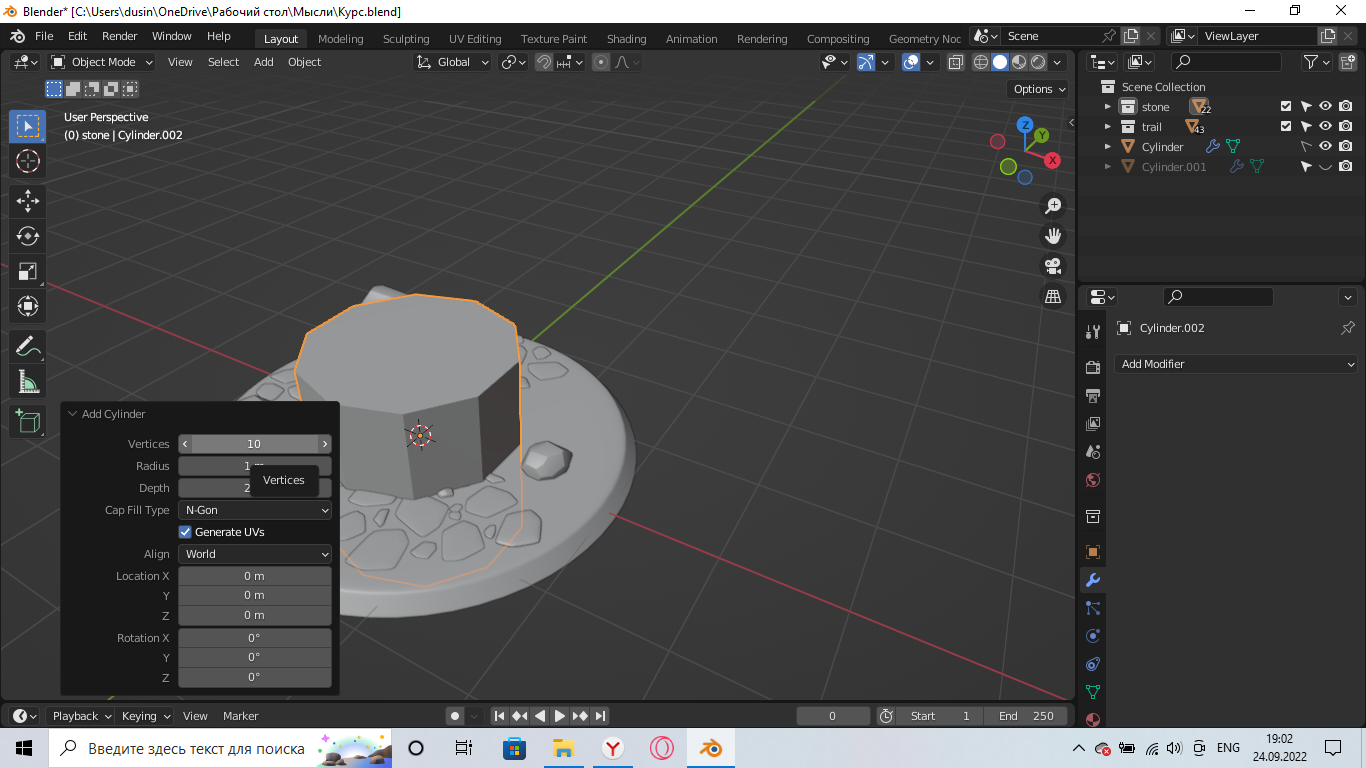 Blender* [C:\Users\dusin\OneDrive\Рабочий стол\Мысли\Курс.blend]
File Edit Render Window Help Layout Modeling Sculpting UV Editing Texture Paint Shading Animation Rendering Compositing Geometry Noc Scene ViewLayer
Object Mode View Select Add Object Global
Options
User Perspective
(0) stone | Cylinder.002
Z
Y
X
Scene Collection
stone 22
trail 43
Cylinder
Cylinder.001
Cylinder.002
Add Modifier
Add Cylinder
Vertices 10
Radius 1
Vertices
Depth 2
Cap Fill Type N-Gon
Generate UVs
Align World
Location X 0 m
Y 0 m
Z 0 m
Rotation X 0°
Y 0°
Z 0°
Playback Keying View Marker 0 Start 1 End 250
Введите здесь текст для поиска
ENG
19:02
24.09.2022